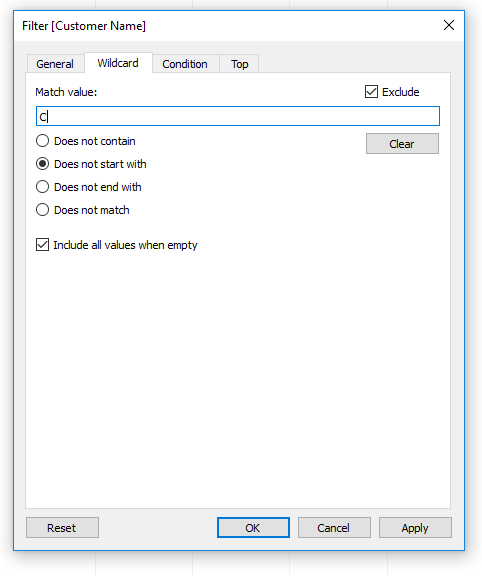 Filter [Customer Name]
General Wildcard Condition Top
Match value: Exclude
C
Does not contain Clear
Does not start with
Does not end with
Does not match
Include all values when empty
Reset OK Cancel Apply